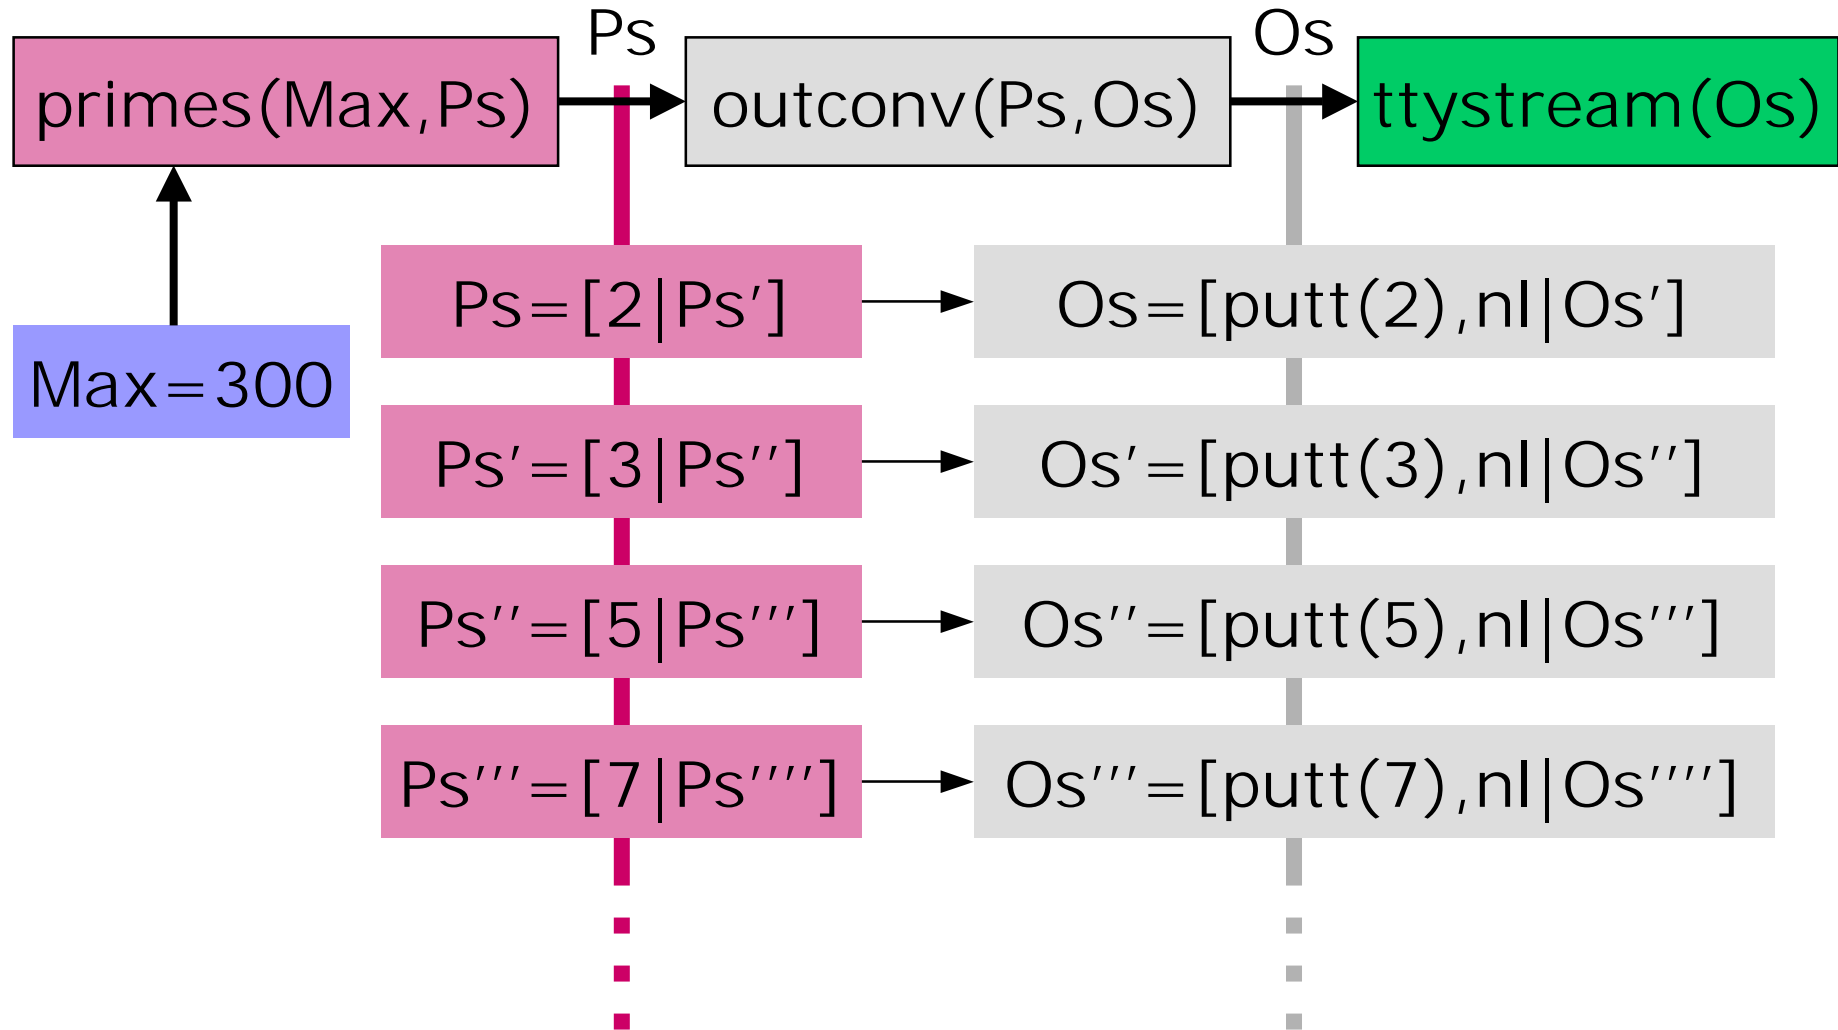 Ps
Os
primes(Max,Ps)
outconv(Ps,Os)
ttystream(Os)
Ps=[2|Ps']
Os=[putt(2),nl|Os']
Max=300
Ps'=[3|Ps'']
Os'=[putt(3),nl|Os'']
Ps''=[5|Ps''']
Os''=[putt(5),nl|Os''']
Ps'''=[7|Ps'''']
Os'''=[putt(7),nl|Os'''']